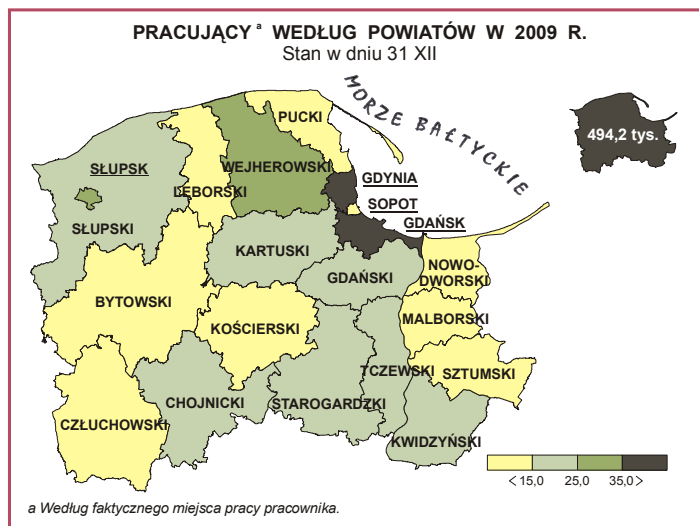 PRACUJĄCY a WEDŁUG POWIATÓW W 2009 R.
Stan w dniu 31 XII
MORZE BAŁTYCKIE
494,2 tys.
PUCKI
SŁUPSK
LĘBORSKI
WEJHEROWSKI
GDYNIA
SOPOT
GDAŃSK
SŁUPSKI
KARTUSKI
GDAŃSKI
NOWO-
DWORSKI
BYTOWSKI
KOŚCIERSKI
MALBORSKI
TCZEWSKI
SZTUMSKI
CZŁUCHOWSKI
CHOJNICKI
STAROGARDZKI
KWIDZYŃSKI
< 15,0 25,0 35,0 >
a Według faktycznego miejsca pracy pracownika.